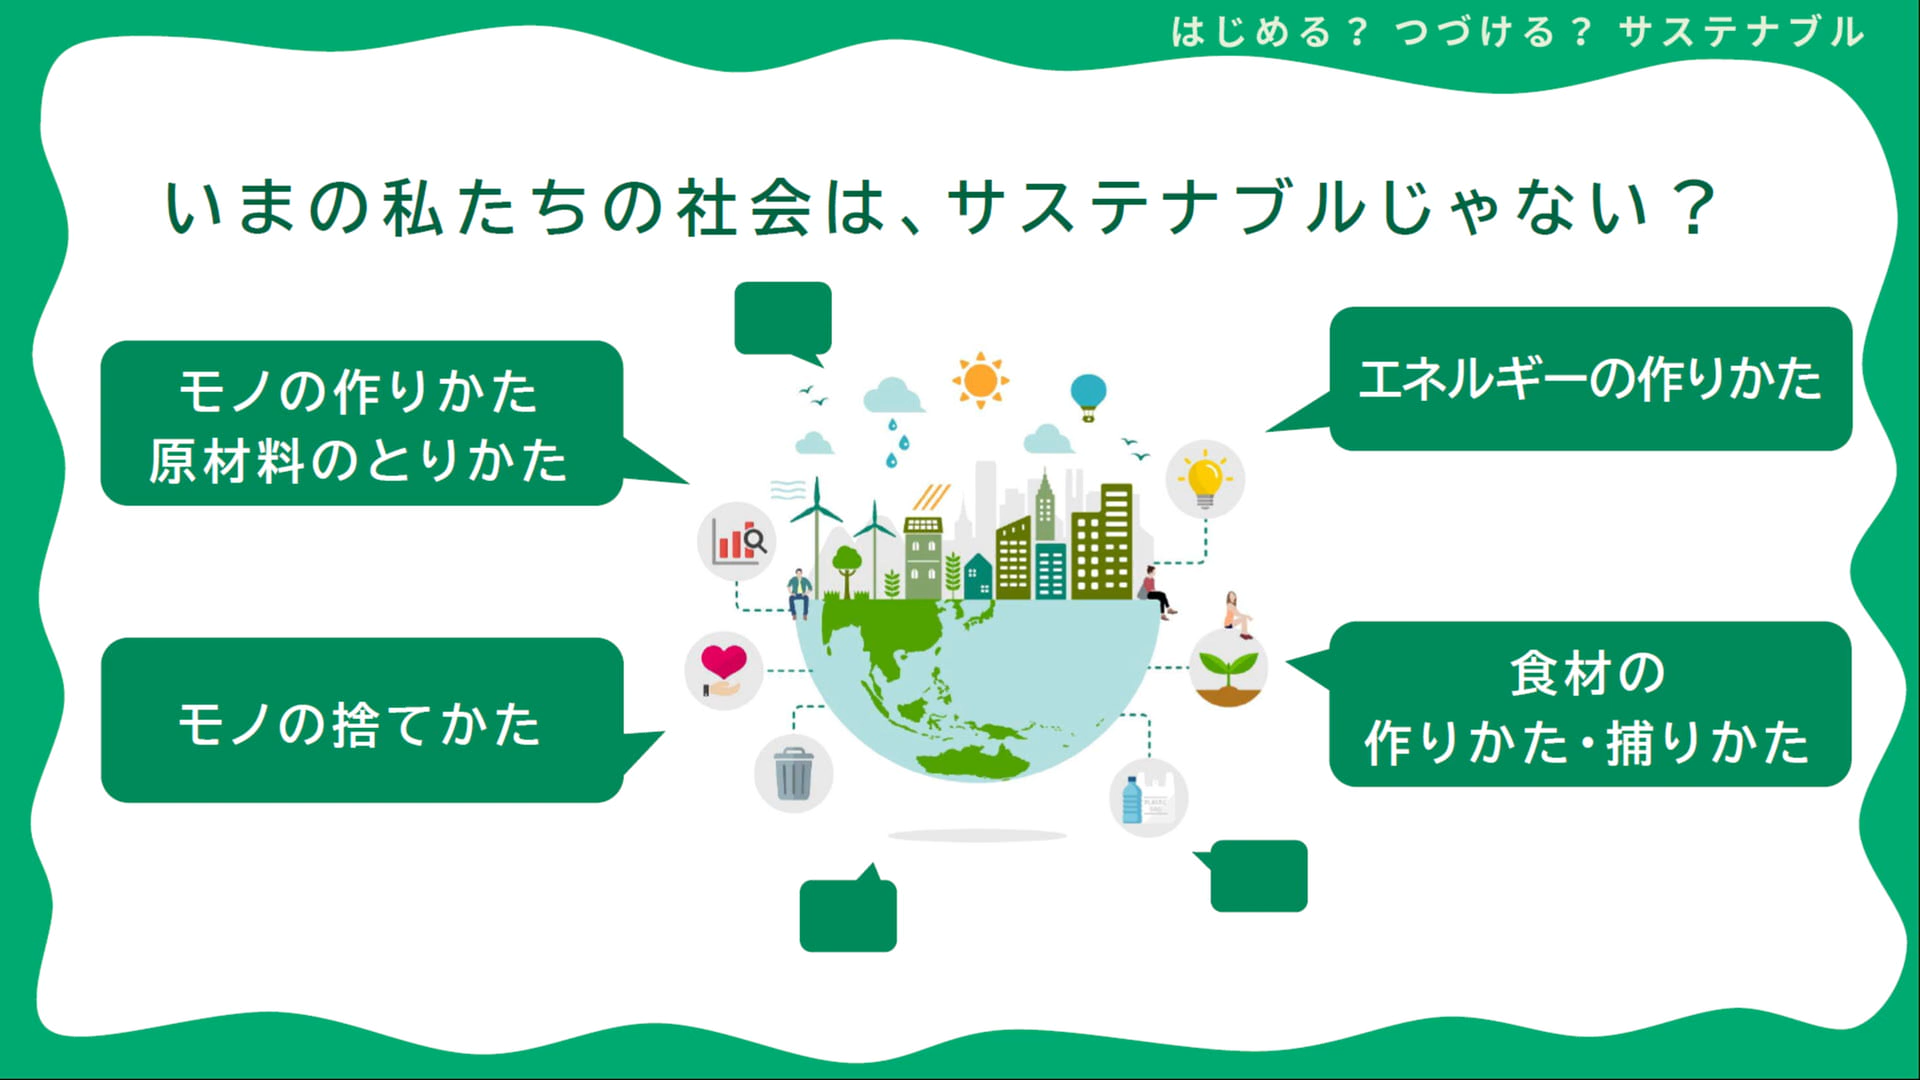 はじめる？ つづける？ サステナブル
いまの私たちの社会は、サステナブルじゃない？
モノの作りかた
原材料のとりかた
エネルギーの作りかた
モノの捨てかた
食材の
作りかた・捕りかた
PLASTIC
BAG